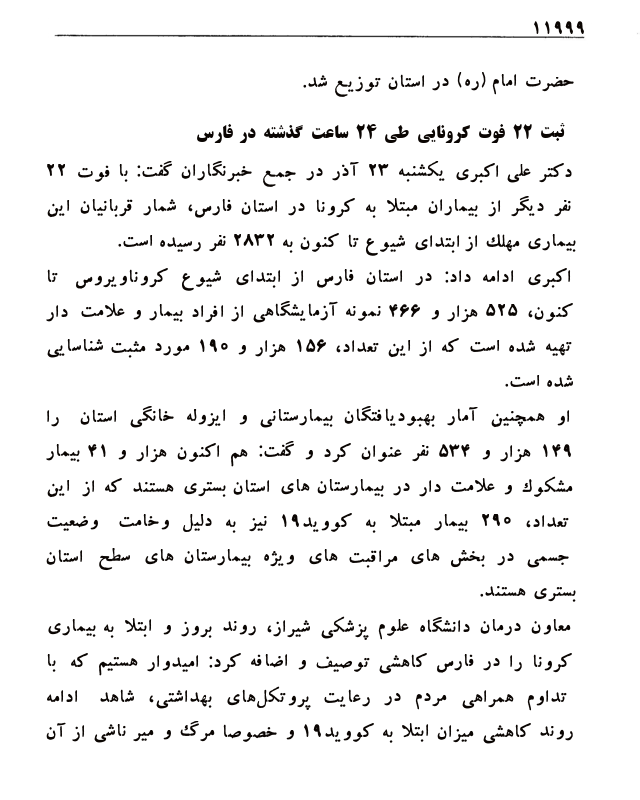 ۱۱۹۹۹
حضرت امام (ره) در استان توزیع شد.
ثبت ۲۲ فوت کرونایی طی ۲۴ ساعت گذشته در فارس
دکتر علی اکبری یکشنبه ۲۳ آذر در جمع خبرنگاران گفت: با فوت ۲۲
نفر دیگر از بیماران مبتلا به کرونا در استان فارس، شمار قربانیان این
بیماری مهلك از ابتدای شیوع تا کنون به ۲۸۳۲ نفر رسیده است.
اکبری ادامه داد: در استان فارس از ابتدای شیوع کروناویروس تا
کنون، ۵۲۵ هزار و ۴۶۶ نمونه آزمایشگاهی از افراد بیمار و علامت دار
تهیه شده است که از این تعداد، ۱۵۶ هزار و ۱۹۰ مورد مثبت شناسایی
شده است.
او همچنین آمار بهبودیافتگان بیمارستانی و ایزوله خانگی استان را
۱۴۹ هزار و ۵۳۴ نفر عنوان کرد و گفت: هم اکنون هزار و ۴۱ بیمار
مشکوك و علامت دار در بیمارستان های استان بستری هستند که از این
تعداد، ۲۹۰ بیمار مبتلا به کووید۱۹ نیز به دلیل وخامت وضعیت
جسمی در بخش های مراقبت های ویژه بیمارستان های سطح استان
بستری هستند.
معاون درمان دانشگاه علوم پزشکی شیراز، روند بروز و ابتلا به بیماری
کرونا را در فارس کاهشی توصیف و اضافه کرد: امیدوار هستیم که با
تداوم همراهی مردم در رعایت پروتکل‌های بهداشتی، شاهد ادامه
روند کاهشی میزان ابتلا به کووید۱۹ و خصوصا مرگ و میر ناشی از آن